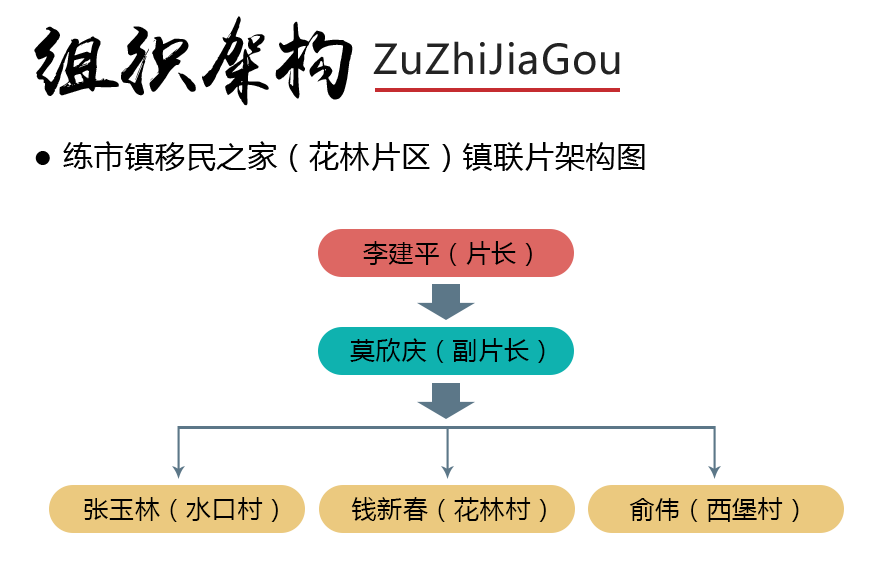 组织架构 ZuZhiJiaGou
● 练市镇移民之家（花林片区）镇联片架构图
李建平（片长）
莫欣庆（副片长）
张玉林（水口村） 钱新春（花林村） 俞伟（西堡村）